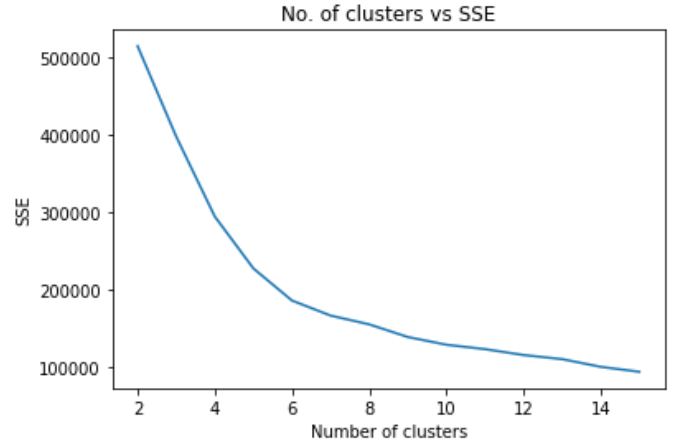 No. of clusters vs SSE
500000
400000
300000
200000
100000
SSE
2 4 6 8 10 12 14
Number of clusters